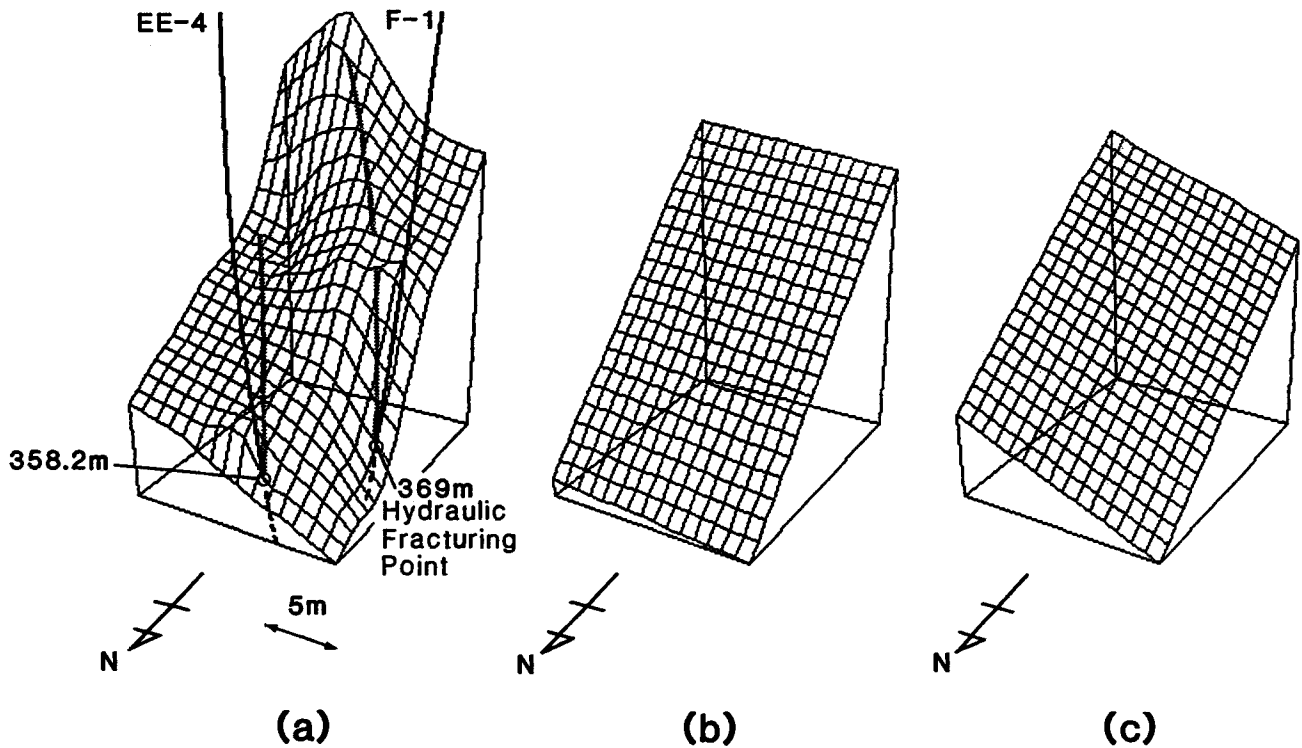 EE-4
F-1
358.2m
369m
Hydraulic
Fracturing
Point
5m
N
N
N
(a)
(b)
(c)